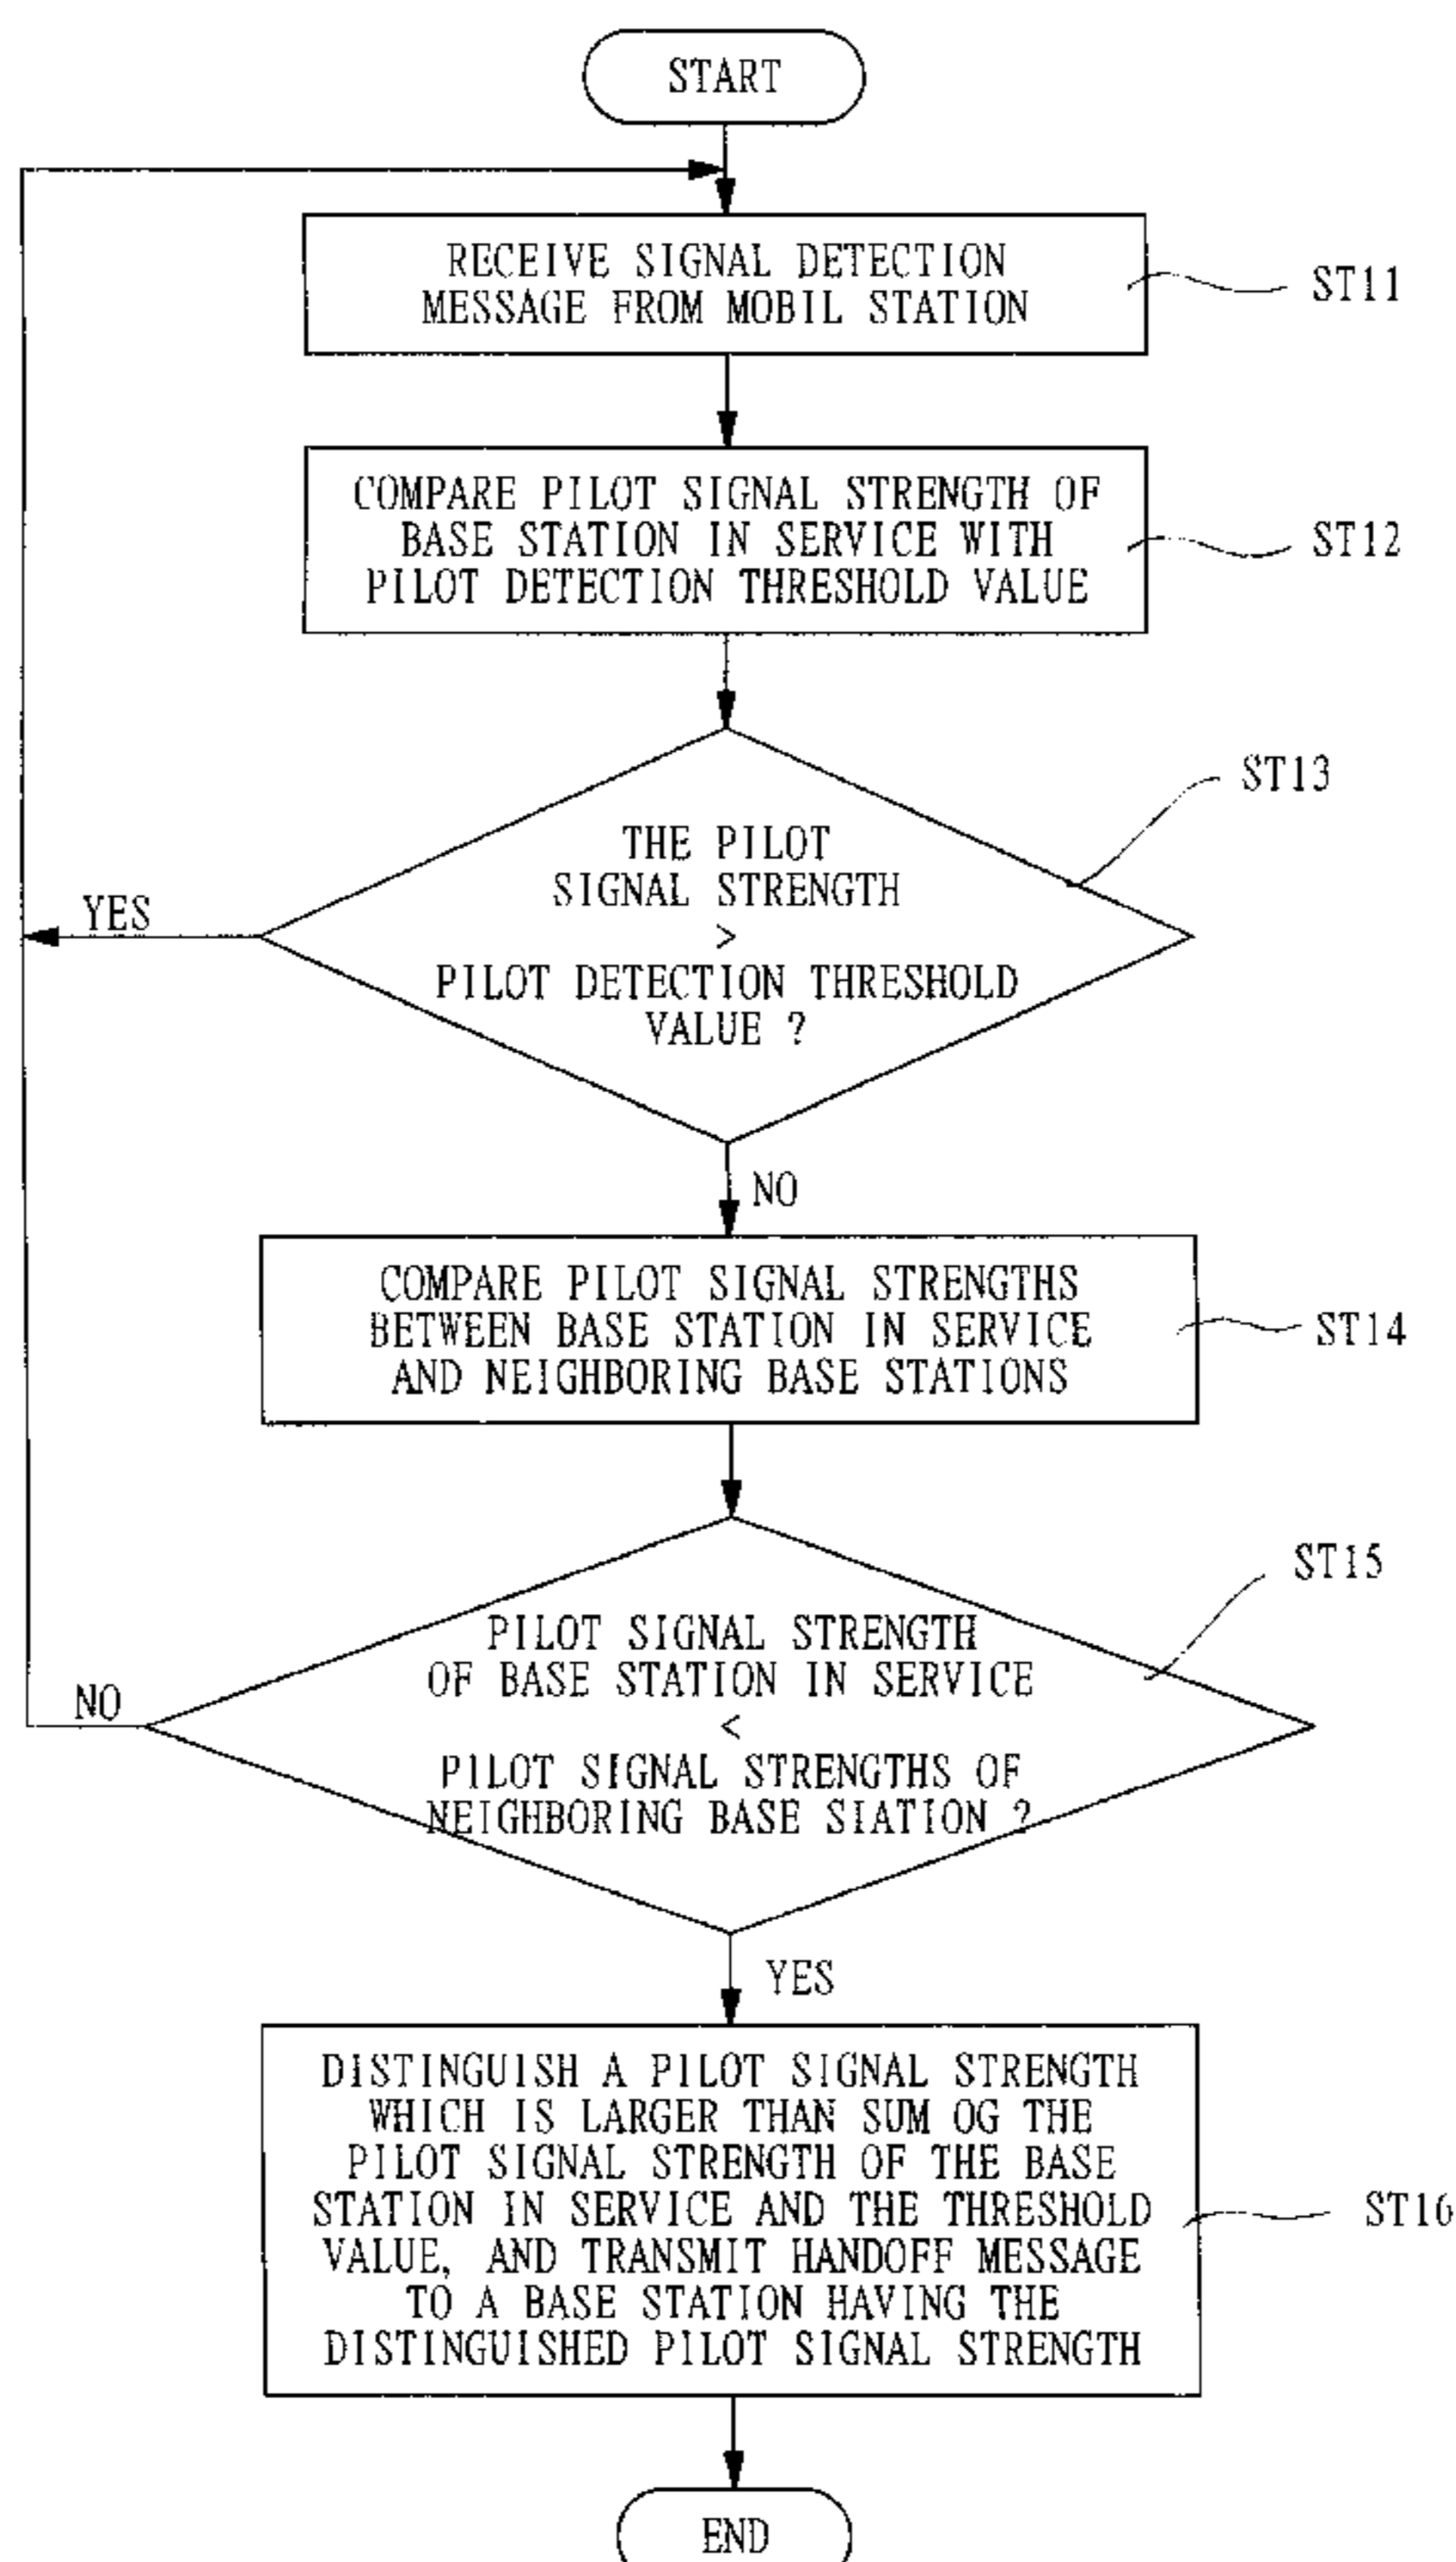 START
RECEIVE SIGNAL DETECTION
MESSAGE FROM MOBIL STATION
ST11
COMPARE PILOT SIGNAL STRENGTH OF
BASE STATION IN SERVICE WITH
PILOT DETECTION THRESHOLD VALUE
ST12
ST13
THE PILOT
SIGNAL STRENGTH
>
PILOT DETECTION THRESHOLD
VALUE ?
YES
NO
COMPARE PILOT SIGNAL STRENGTHS
BETWEEN BASE STATION IN SERVICE
AND NEIGHBORING BASE STATIONS
ST14
ST15
PILOT SIGNAL STRENGTH
OF BASE STATION IN SERVICE
<
PILOT SIGNAL STRENGTHS OF
NEIGHBORING BASE SIATION ?
NO
YES
DISTINGUISH A PILOT SIGNAL STRENGTH
WHICH IS LARGER THAN SUM OG THE
PILOT SIGNAL STRENGTH OF THE BASE
STATION IN SERVICE AND THE THRESHOLD
VALUE, AND TRANSMIT HANDOFF MESSAGE
TO A BASE STATION HAVING THE
DISTINGUISHED PILOT SIGNAL STRENGTH
ST16
END